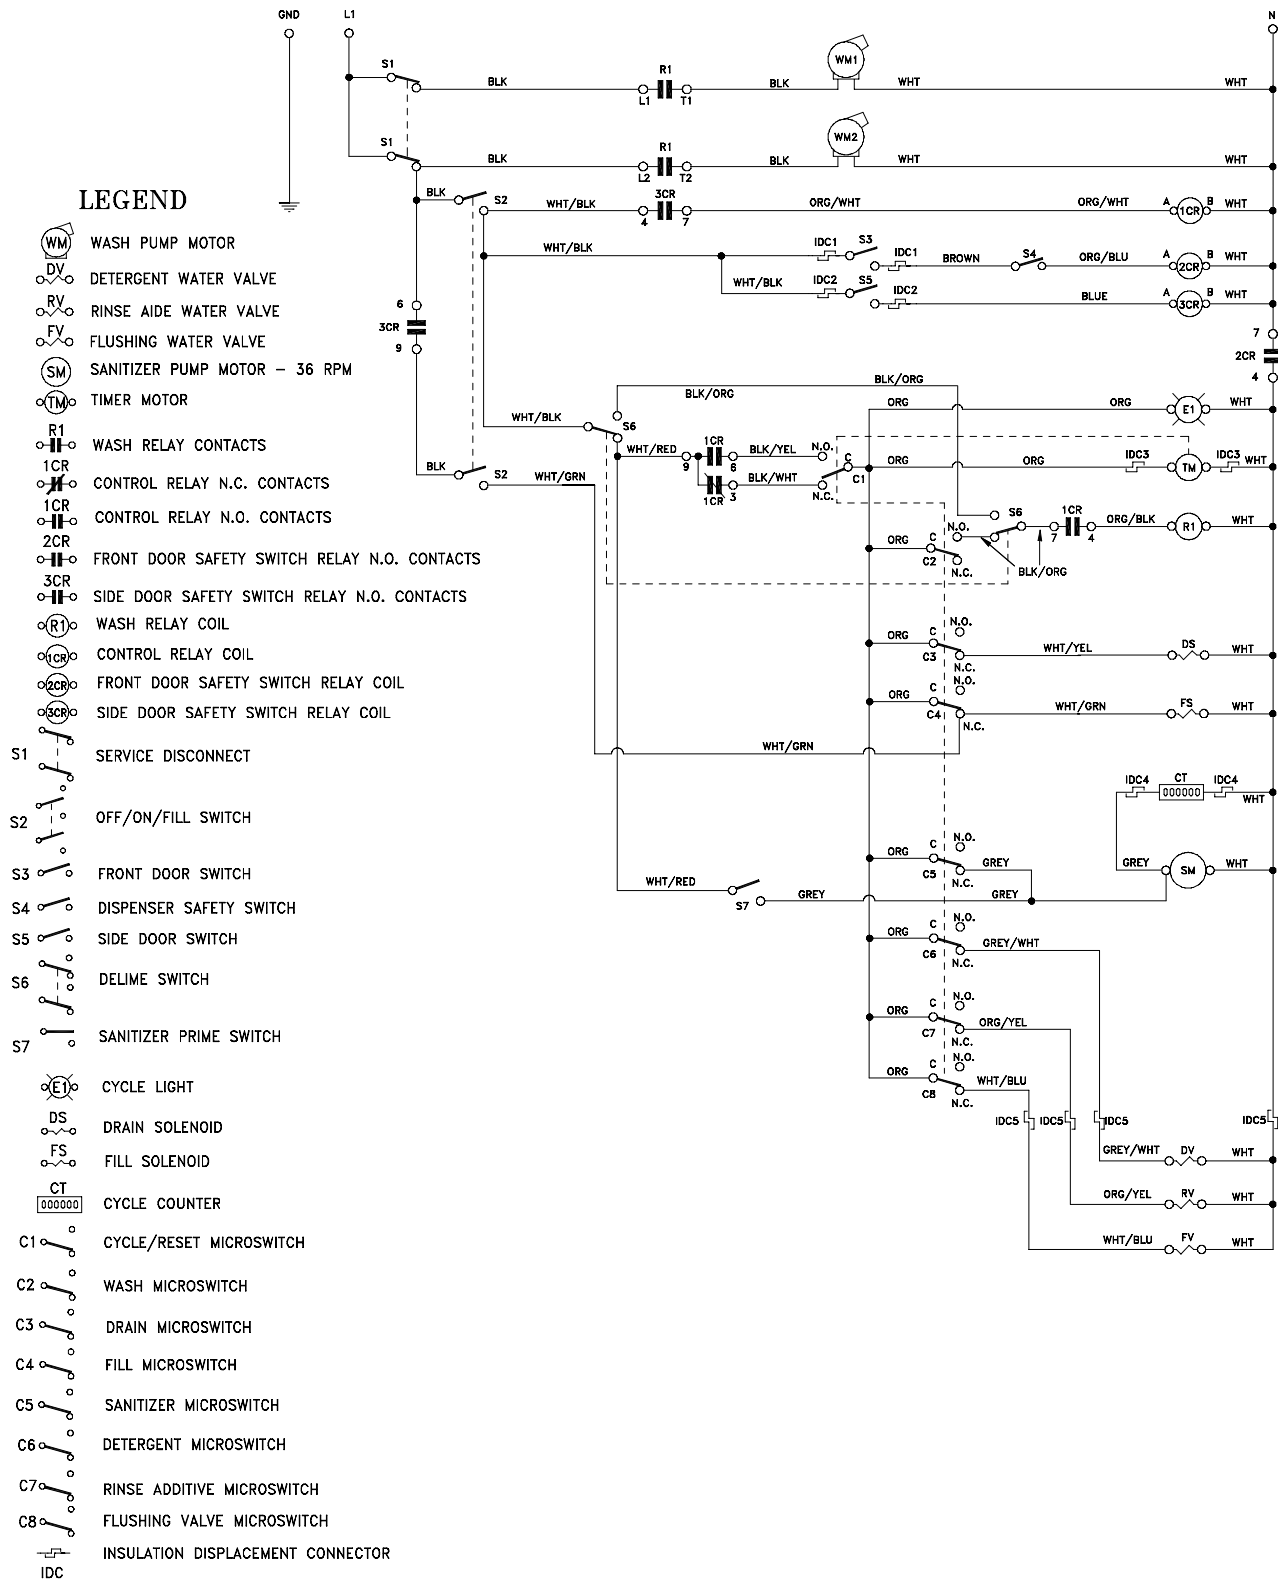 GND
L1
N
S1
BLK
R1
L1
T1
BLK
WM1
WHT
S1
BLK
R1
L2
T2
BLK
WM2
WHT
BLK
S2
WHT/BLK
3CR
4
7
ORG/WHT
ORG/WHT
A
1CR
B
WHT
WHT/BLK
IDC1
S3
IDC1
BROWN
S4
ORG/BLU
A
2CR
B
WHT
WHT/BLK
IDC2
S5
IDC2
BLUE
A
3CR
B
WHT
6
3CR
9
7
2CR
4
BLK/ORG
BLK/ORG
ORG
ORG
E1
WHT
WHT/BLK
S6
WHT/RED
9
1CR
6
BLK/YEL
N.O.
1CR
3
BLK/WHT
N.C.
C
C1
ORG
ORG
IDC3
TM
IDC3
WHT
BLK
S2
WHT/GRN
S6
N.O.
7
1CR
4
ORG/BLK
R1
WHT
ORG
C
C2
N.C.
BLK/ORG
ORG
C
C3
N.O.
N.C.
WHT/YEL
DS
WHT
ORG
C
C4
N.O.
N.C.
WHT/GRN
FS
WHT
WHT/GRN
IDC4
CT
000000
IDC4
WHT
ORG
C
C5
N.O.
N.C.
GREY
GREY
SM
WHT
WHT/RED
S7
GREY
GREY
ORG
C
C6
N.O.
N.C.
GREY/WHT
ORG
C
C7
N.O.
N.C.
ORG/YEL
ORG
C
C8
N.O.
N.C.
WHT/BLU
IDC5
IDC5
IDC5
IDC5
GREY/WHT
DV
WHT
ORG/YEL
RV
WHT
WHT/BLU
FV
WHT
LEGEND
WM WASH PUMP MOTOR
DV DETERGENT WATER VALVE
RV RINSE AIDE WATER VALVE
FV FLUSHING WATER VALVE
SM SANITIZER PUMP MOTOR – 36 RPM
TM TIMER MOTOR
R1 WASH RELAY CONTACTS
1CR CONTROL RELAY N.C. CONTACTS
1CR CONTROL RELAY N.O. CONTACTS
2CR FRONT DOOR SAFETY SWITCH RELAY N.O. CONTACTS
3CR SIDE DOOR SAFETY SWITCH RELAY N.O. CONTACTS
R1 WASH RELAY COIL
1CR CONTROL RELAY COIL
2CR FRONT DOOR SAFETY SWITCH RELAY COIL
3CR SIDE DOOR SAFETY SWITCH RELAY COIL
S1 SERVICE DISCONNECT
S2 OFF/ON/FILL SWITCH
S3 FRONT DOOR SWITCH
S4 DISPENSER SAFETY SWITCH
S5 SIDE DOOR SWITCH
S6 DELIME SWITCH
S7 SANITIZER PRIME SWITCH
E1 CYCLE LIGHT
DS DRAIN SOLENOID
FS FILL SOLENOID
CT 000000 CYCLE COUNTER
C1 CYCLE/RESET MICROSWITCH
C2 WASH MICROSWITCH
C3 DRAIN MICROSWITCH
C4 FILL MICROSWITCH
C5 SANITIZER MICROSWITCH
C6 DETERGENT MICROSWITCH
C7 RINSE ADDITIVE MICROSWITCH
C8 FLUSHING VALVE MICROSWITCH
IDC INSULATION DISPLACEMENT CONNECTOR